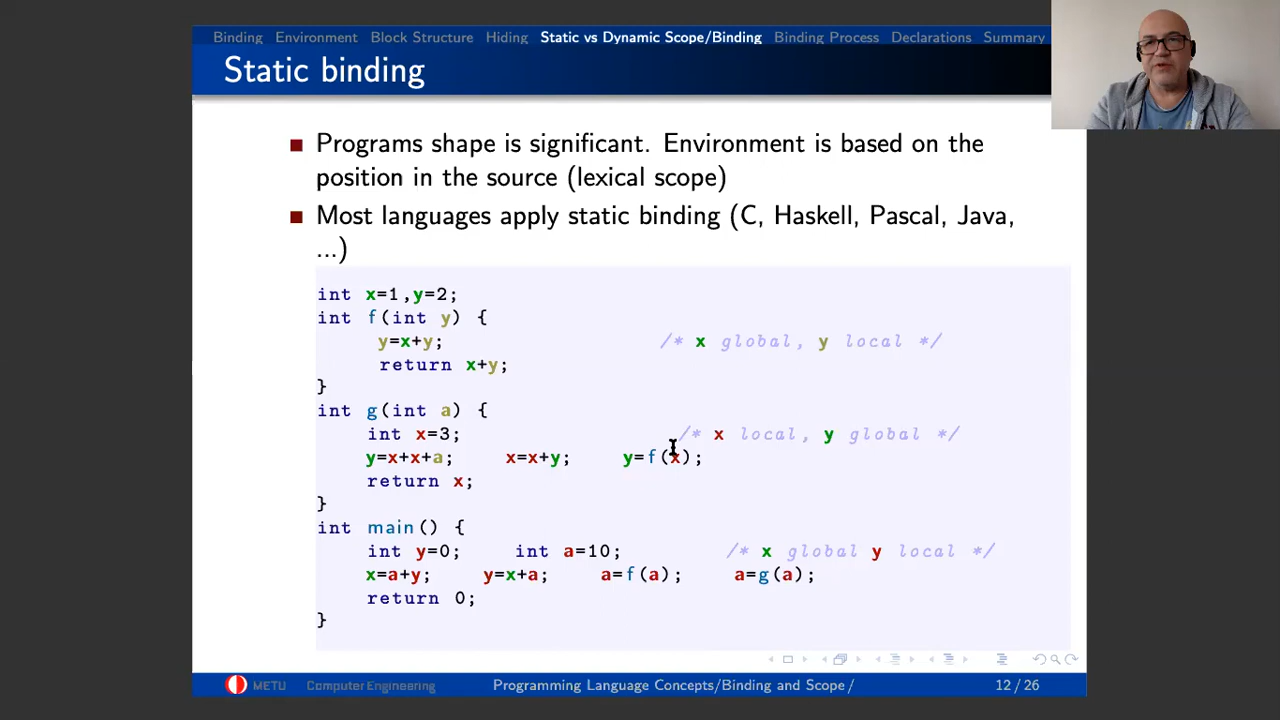 Binding Environment Block Structure Hiding Static vs Dynamic Scope/Binding Binding Process Declarations Summary
Static binding
Programs shape is significant. Environment is based on the
position in the source (lexical scope)
Most languages apply static binding (C, Haskell, Pascal, Java,
...)
int x=1,y=2;
int f(int y) {
y=x+y; /* x global, y local */
return x+y;
}
int g(int a) {
int x=3; /* x local, y global */
y=x+x+a; x=x+y; y=f(x);
return x;
}
int main() {
int y=0; int a=10; /* x global y local */
x=a+y; y=x+a; a=f(a); a=g(a);
return 0;
}
METU Computer Engineering Programming Language Concepts/Binding and Scope / 12 / 26